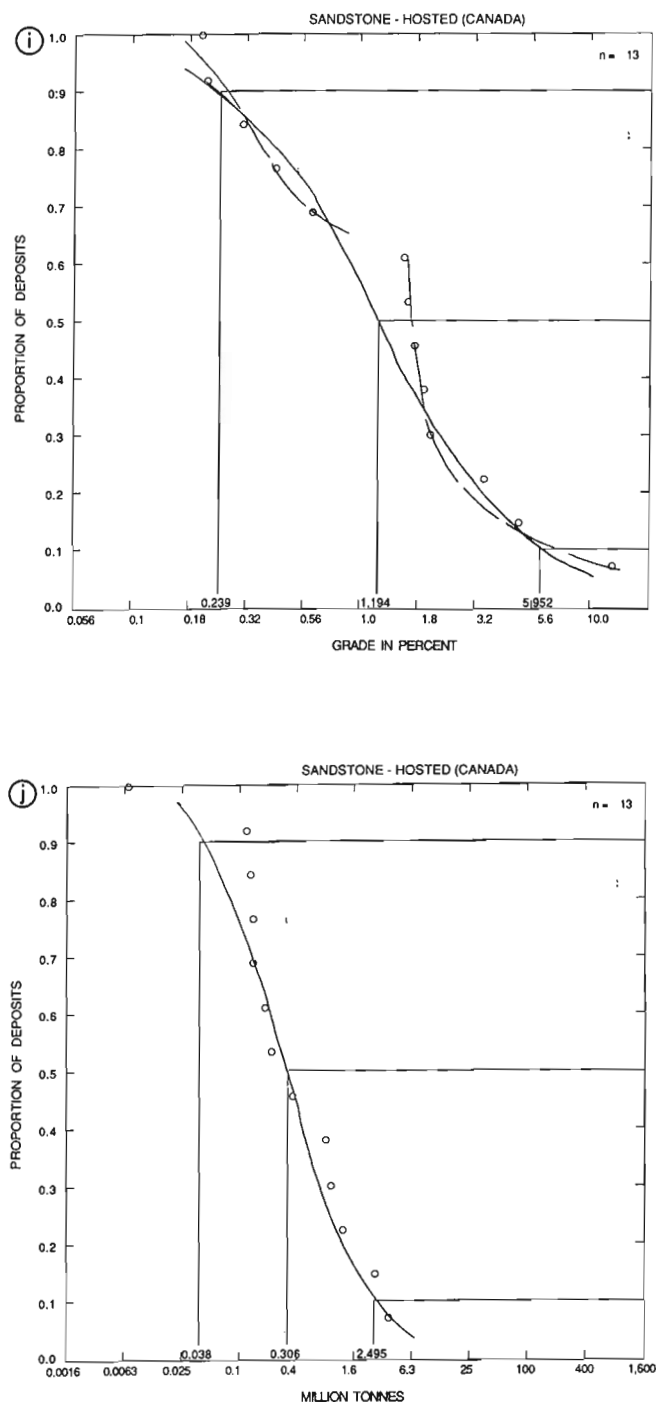 i
SANDSTONE - HOSTED (CANADA)
n = 13
1.0
0.9
0.8
0.7
0.6
0.5
0.4
0.3
0.2
0.1
0.0
PROPORTION OF DEPOSITS
0.239 1.194 5.952
0.056 0.1 0.18 0.32 0.56 1.0 1.8 3.2 5.6 10.0
GRADE IN PERCENT
j
SANDSTONE - HOSTED (CANADA)
n = 13
1.0
0.9
0.8
0.7
0.6
0.5
0.4
0.3
0.2
0.1
0.0
PROPORTION OF DEPOSITS
0.038 0.306 2.495
0.0016 0.0063 0.025 0.1 0.4 1.6 6.3 25 100 400 1,600
MILLION TONNES